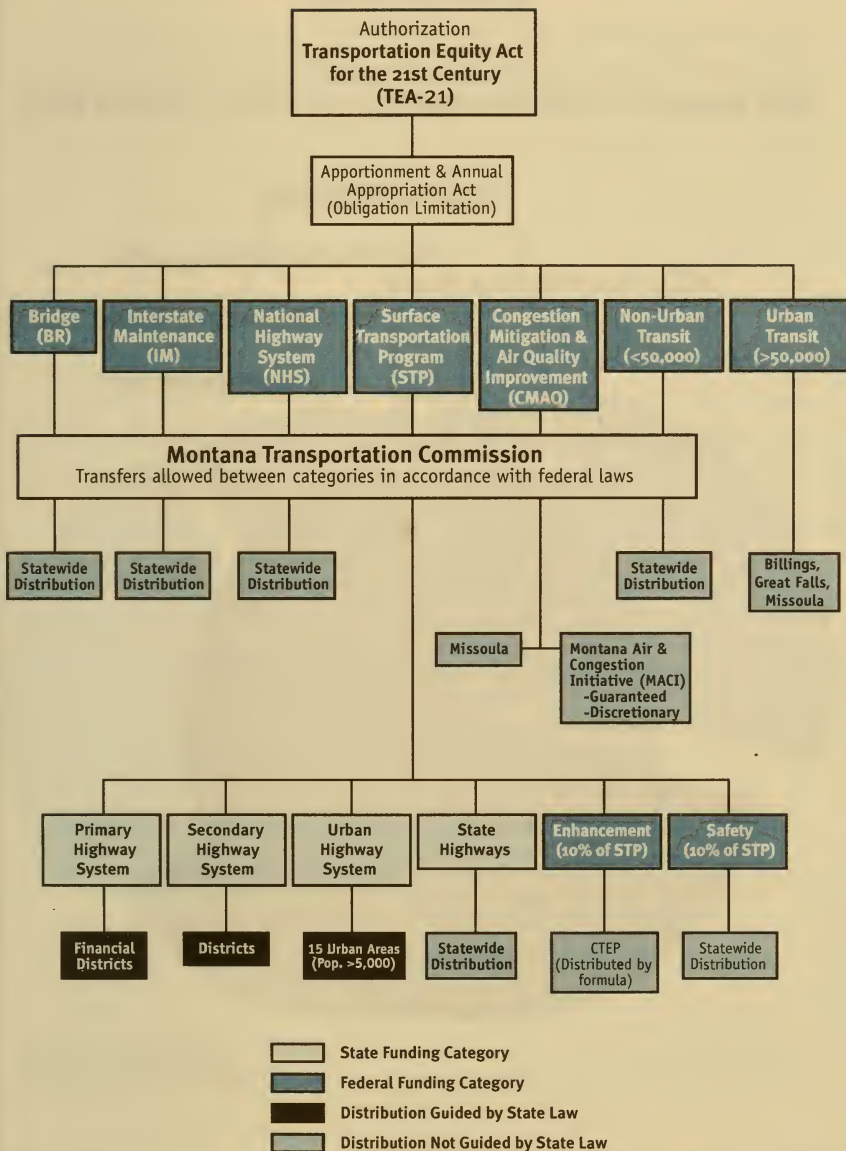 Authorization
Transportation Equity Act
for the 21st Century
(TEA-21)
Apportionment & Annual
Appropriation Act
(Obligation Limitation)
Bridge
(BR)
Interstate
Maintenance
(IM)
National
Highway
System
(NHS)
Surface
Transportation
Program
(STP)
Congestion
Mitigation &
Air Quality
Improvement
(CMAQ)
Non-Urban
Transit
(<50,000)
Urban
Transit
(>50,000)
Montana Transportation Commission
Transfers allowed between categories in accordance with federal laws
Statewide
Distribution
Statewide
Distribution
Statewide
Distribution
Statewide
Distribution
Billings,
Great Falls,
Missoula
Missoula
Montana Air &
Congestion
Initiative (MACI)
-Guaranteed
-Discretionary
Primary
Highway
System
Secondary
Highway
System
Urban
Highway
System
State
Highways
Enhancement
(10% of STP)
Safety
(10% of STP)
Financial
Districts
Districts
15 Urban Areas
(Pop. >5,000)
Statewide
Distribution
CTEP
(Distributed by
formula)
Statewide
Distribution
State Funding Category
Federal Funding Category
Distribution Guided by State Law
Distribution Not Guided by State Law